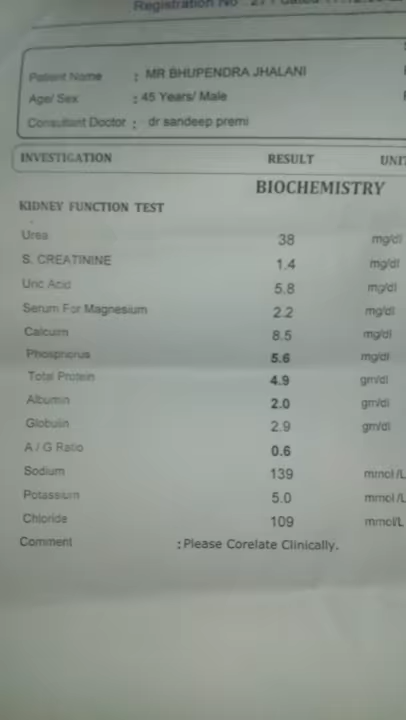 Registration No
Patient Name : MR BHUPENDRA JHALANI
Age/ Sex : 45 Years/ Male
Consultant Doctor : dr sandeep premi
INVESTIGATION RESULT UNI
BIOCHEMISTRY
KIDNEY FUNCTION TEST
Urea 38 mg/dl
S. CREATININE 1.4 mg/dl
Uric Acid 5.8 mg/dl
Serum For Magnesium 2.2 mg/dl
Calcuim 8.5 mg/dl
Phosphorus 5.6 mg/dl
Total Protein 4.9 gm/dl
Albumin 2.0 gm/dl
Globulin 2.9 gm/dl
A / G Ratio 0.6
Sodium 139 mmol/L
Potassium 5.0 mmol/L
Chloride 109 mmol/L
Comment : Please Corelate Clinically.